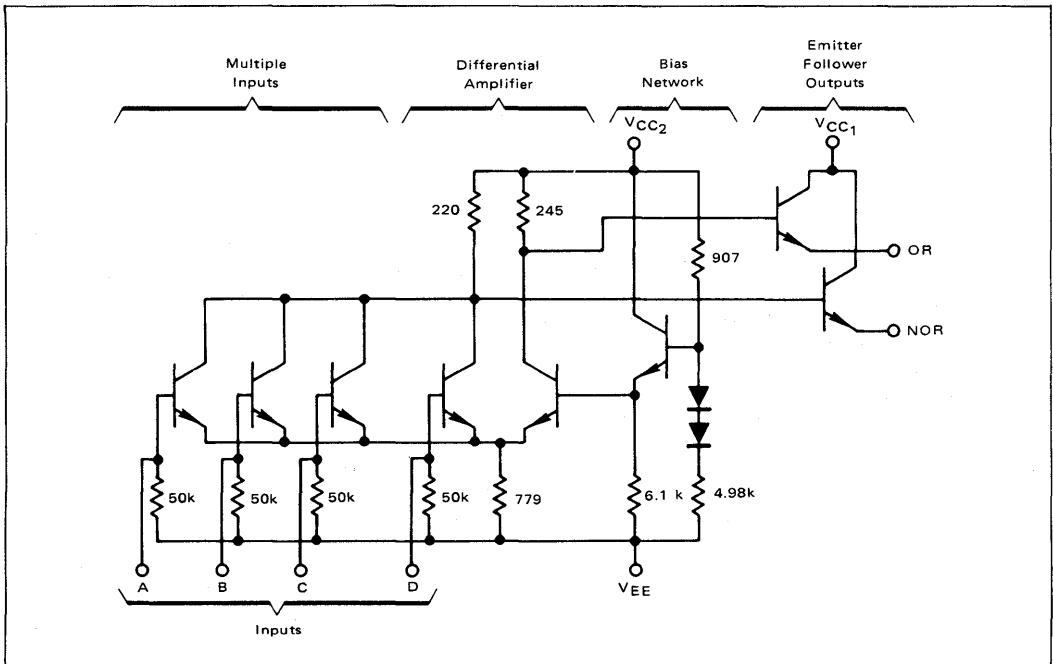 Multiple
Inputs
Differential
Amplifier
Bias
Network
Emitter
Follower
Outputs
VCC2
VCC1
220
245
907
OR
NOR
50k
50k
50k
50k
779
6.1 k
4.98k
A
B
C
D
VEE
Inputs